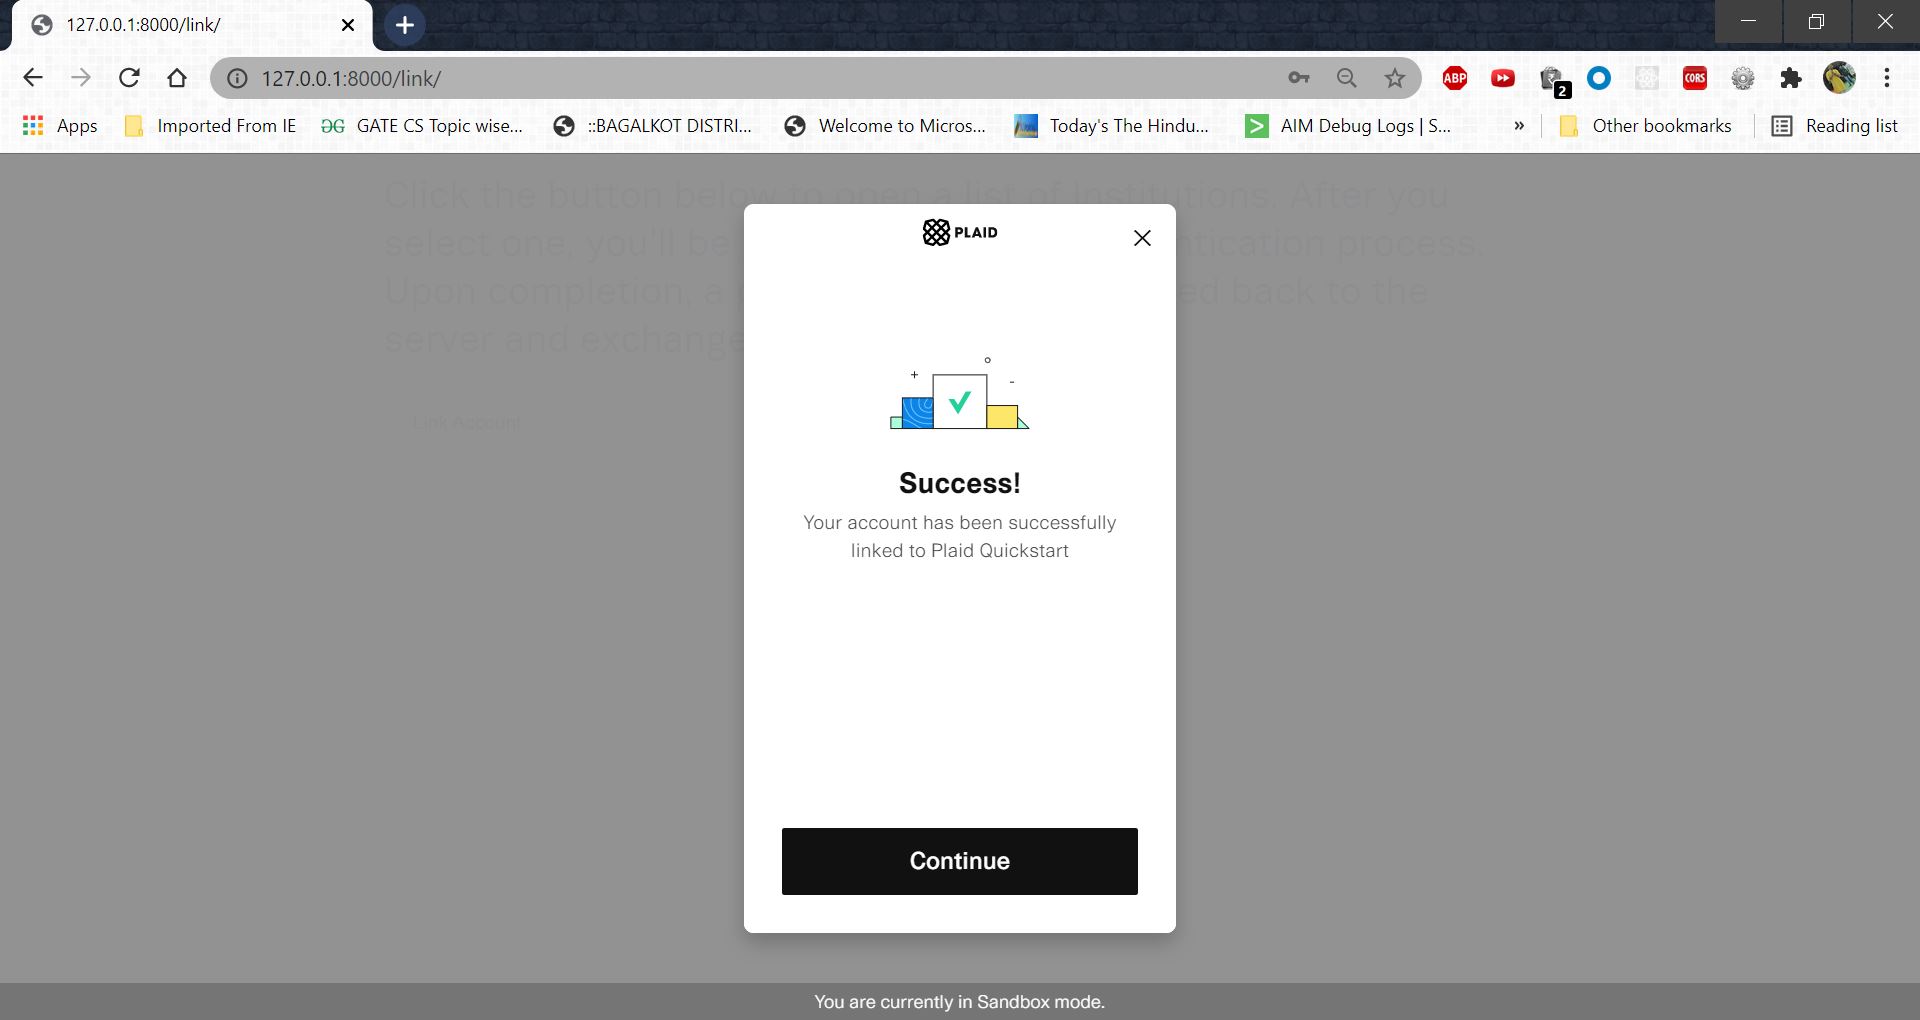 127.0.0.1:8000/link/
127.0.0.1:8000/link/
ABP
2
CORS
Apps
Imported From IE
GATE CS Topic wise...
::BAGALKOT DISTRI...
Welcome to Micros...
Today's The Hindu...
AIM Debug Logs | S...
»
Other bookmarks
Reading list
Click the button below to open a list of institutions. After you
select one, you'll be ntication process.
Upon completion, a ed back to the
server and exchange
Link Account
PLAID
Success!
Your account has been successfully
linked to Plaid Quickstart
Continue
You are currently in Sandbox mode.